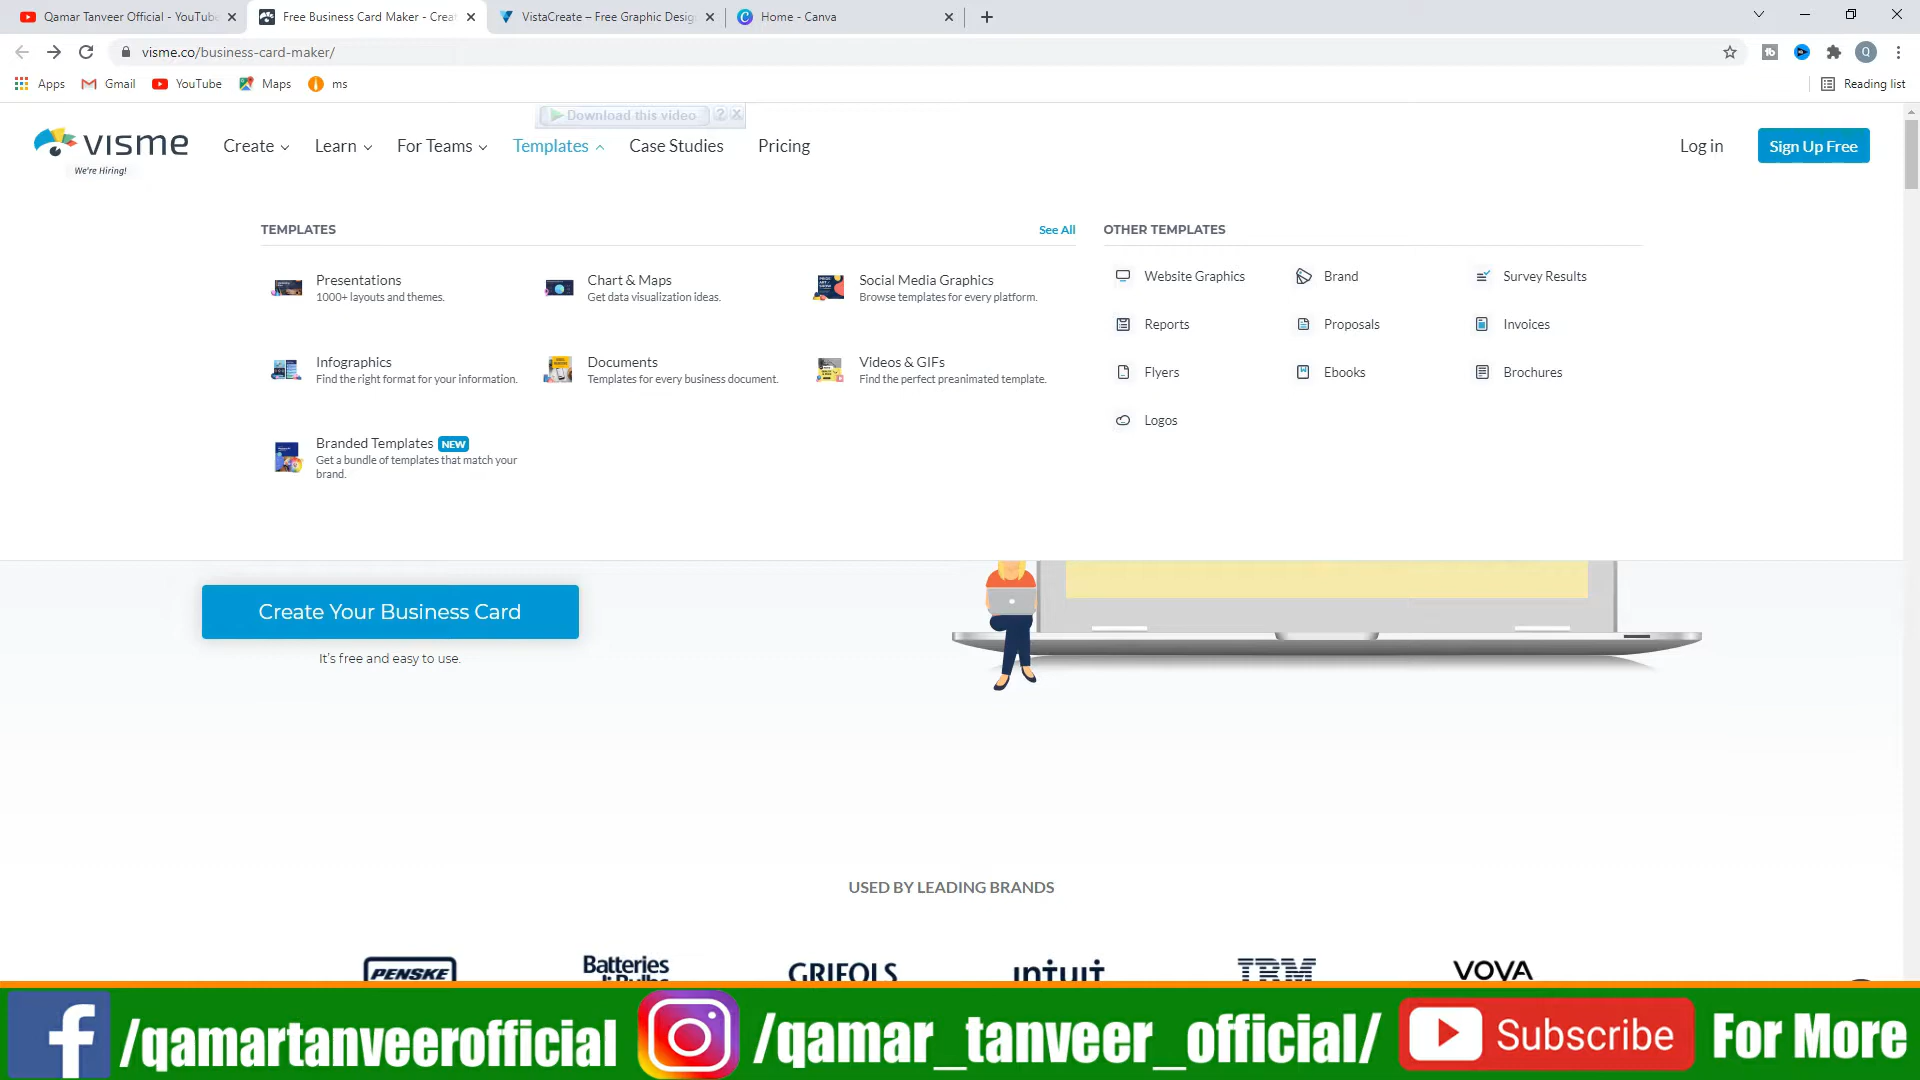 Qamar Tanveer Official - YouTube
Free Business Card Maker - Creat
VistaCreate – Free Graphic Desig
Home - Canva
visme.co/business-card-maker/
Apps
Gmail
YouTube
Maps
ms
Reading list
Download this video
visme
We're Hiring!
Create
Learn
For Teams
Templates
Case Studies
Pricing
Log in
Sign Up Free
TEMPLATES
See All
OTHER TEMPLATES
Presentations
1000+ layouts and themes.
Chart & Maps
Get data visualization ideas.
Social Media Graphics
Browse templates for every platform.
Infographics
Find the right format for your information.
Documents
Templates for every business document.
Videos & GIFs
Find the perfect preanimated template.
Branded Templates NEW
Get a bundle of templates that match your
brand.
Website Graphics
Brand
Survey Results
Reports
Proposals
Invoices
Flyers
Ebooks
Brochures
Logos
Create Your Business Card
It's free and easy to use.
USED BY LEADING BRANDS
PENSKE
Batteries
GRIFOLS
intuit
IBM
VOVA
/qamartanveerofficial
/qamar_tanveer_official/
Subscribe
For More